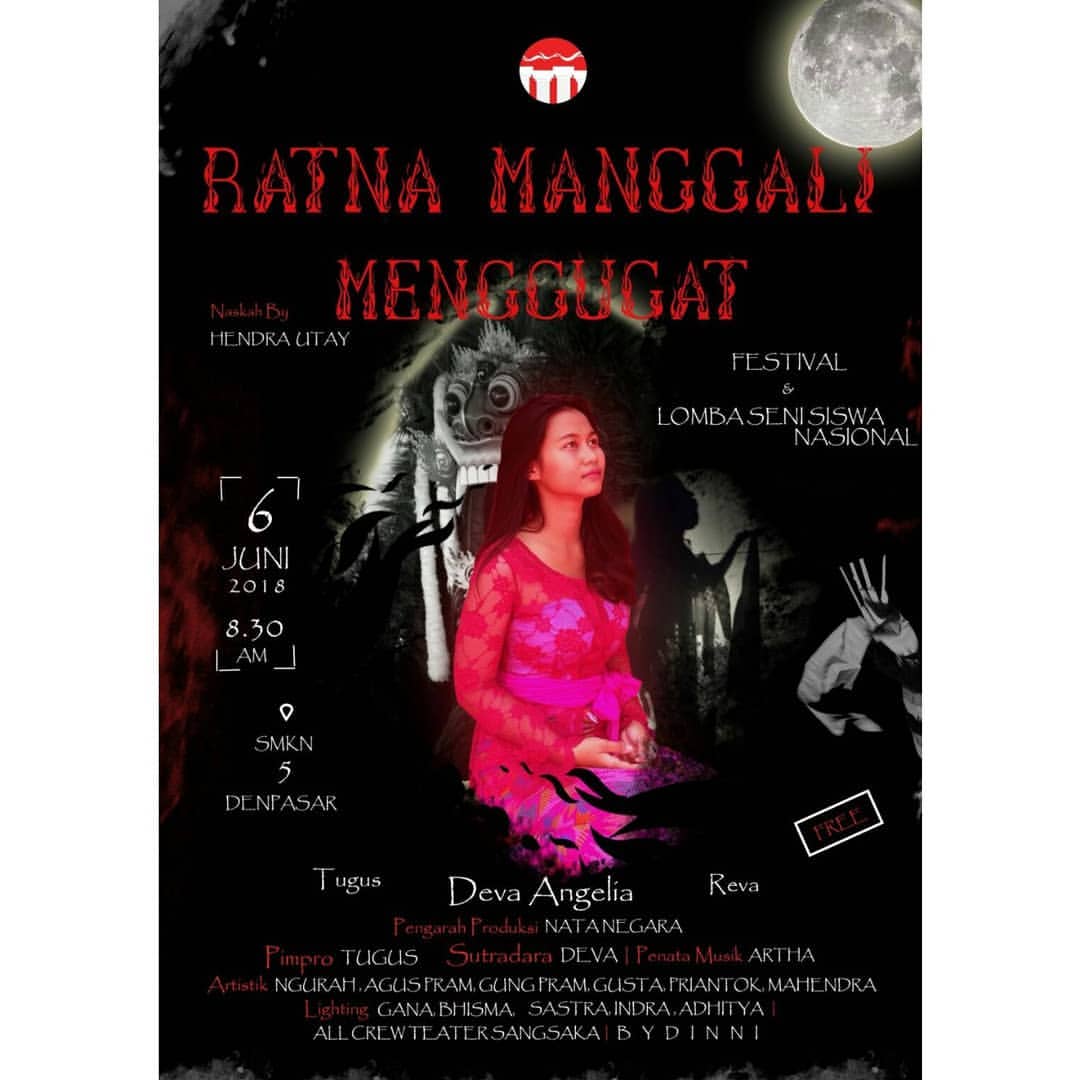 RATNA MANGGALI
MENGGUGAT
Naskah By
HENDRA UTAY
FESTIVAL
&
LOMBA SENI SISWA
NASIONAL
6
JUNI
2018
8.30
AM
SMKN
5
DENPASAR
FREE
Tugus
Deva Angelia
Reva
Pengarah Produksi NATA NEGARA
Pimpro TUGUS Sutradara DEVA | Penata Musik ARTHA
Artistik NGURAH, AGUS PRAM, GUNG PRAM, GUSTA, PRIANTOK, MAHENDRA
Lighting GANA, BHISMA, SASTRA, INDRA, ADHITYA |
ALL CREW TEATER SANGSAKA | BY DINNI